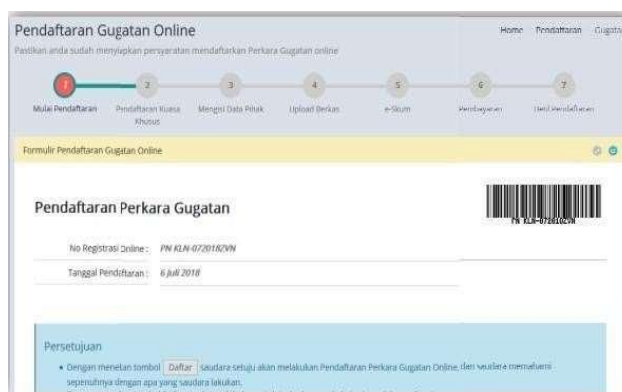 Pendaftaran Gugatan Online
Home Pendaftaran Gugata
Pastikan anda sudah menyiapkan persyaratan mendaftarkan Perkara Gugatan online
1 2 3 4 5 6 7
Mulai Pendaftaran Pendaftaran Kuasa Khusus Mengisi Data Pihak Upload Berkas e-Skum Pembayaran Hasil Pendaftaran
Formulir Pendaftaran Gugatan Online
Pendaftaran Perkara Gugatan
No Registrasi Online : PN KLN-072018ZVN
PN KLN-072018ZVN
Tanggal Pendaftaran : 6 Juli 2018
Persetujuan
Dengan menekan tombol Daftar saudara setuju akan melakukan Pendaftaran Perkara Gugatan Online, dan saudara memahami
sepenuhnya dengan apa yang saudara lakukan.